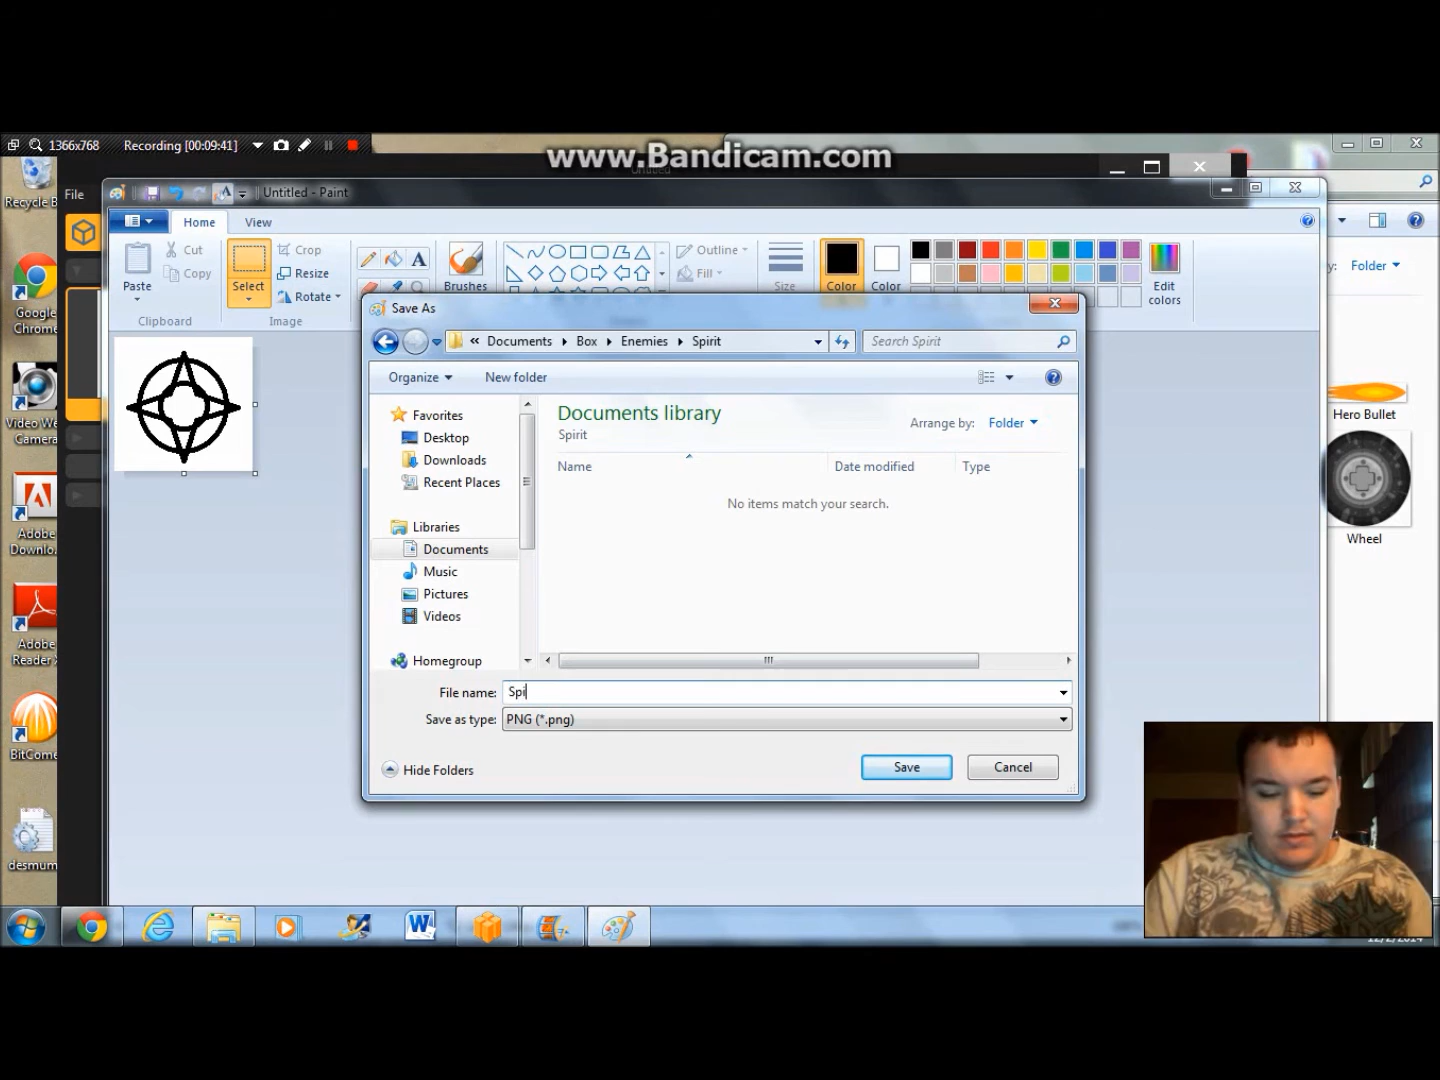 1366x768 Recording [00:09:41]
www.Bandicam.com
Untitled
Recycle B
File
Untitled - Paint
Home View
Cut
Copy
Paste
Clipboard
Crop
Resize
Rotate
Select
Image
Brushes
Outline
Fill
Size
Color
Color
Edit
colors
Folder
Google
Chrome
Save As
« Documents Box Enemies Spirit
Search Spirit
Organize New folder
Favorites
Desktop
Downloads
Recent Places
Libraries
Documents
Music
Pictures
Videos
Homegroup
Documents library
Spirit
Arrange by: Folder
Name Date modified Type
No items match your search.
File name: Spi
Save as type: PNG (*.png)
Hide Folders
Save Cancel
Hero Bullet
Wheel
Video We
Camera
Adobe
Downlo..
Adobe
Reader
BitCome
desmum
12/2/2014